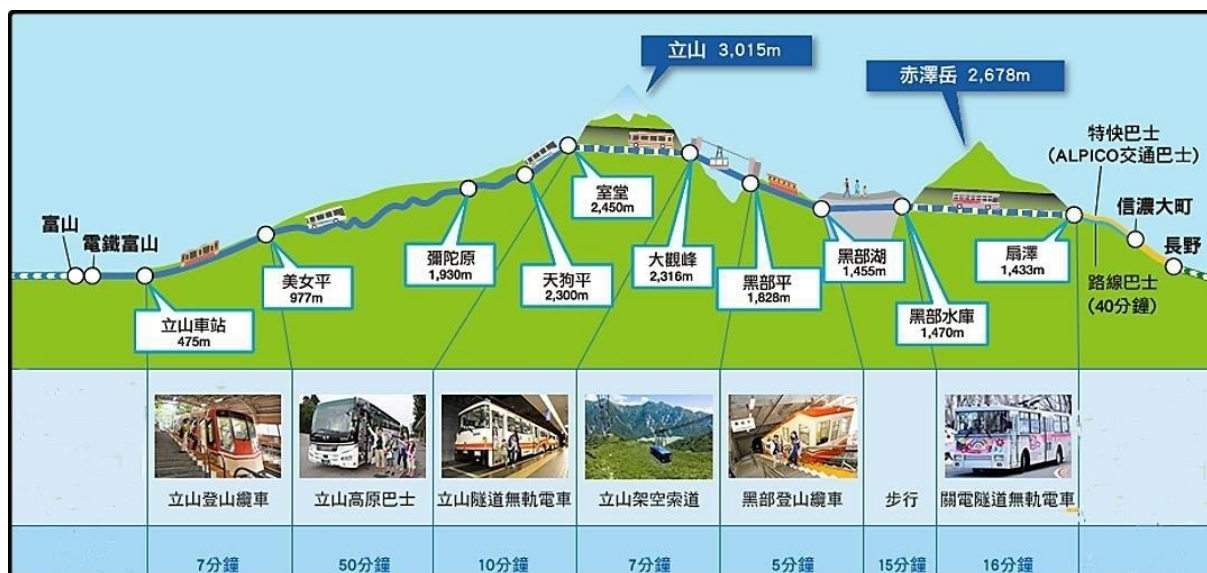 立山 3,015m
赤澤岳 2,678m
特快巴士
(ALPICO交通巴士)
富山
電鐵富山
立山車站
475m
美女平
977m
彌陀原
1,930m
天狗平
2,300m
室堂
2,450m
大觀峰
2,316m
黑部平
1,828m
黑部湖
1,455m
黑部水庫
1,470m
扇澤
1,433m
信濃大町
長野
路線巴士
(40分鐘)
立山登山纜車
立山高原巴士
立山隧道無軌電車
立山架空索道
黑部登山纜車
步行
關電隧道無軌電車
7分鐘
50分鐘
10分鐘
7分鐘
5分鐘
15分鐘
16分鐘